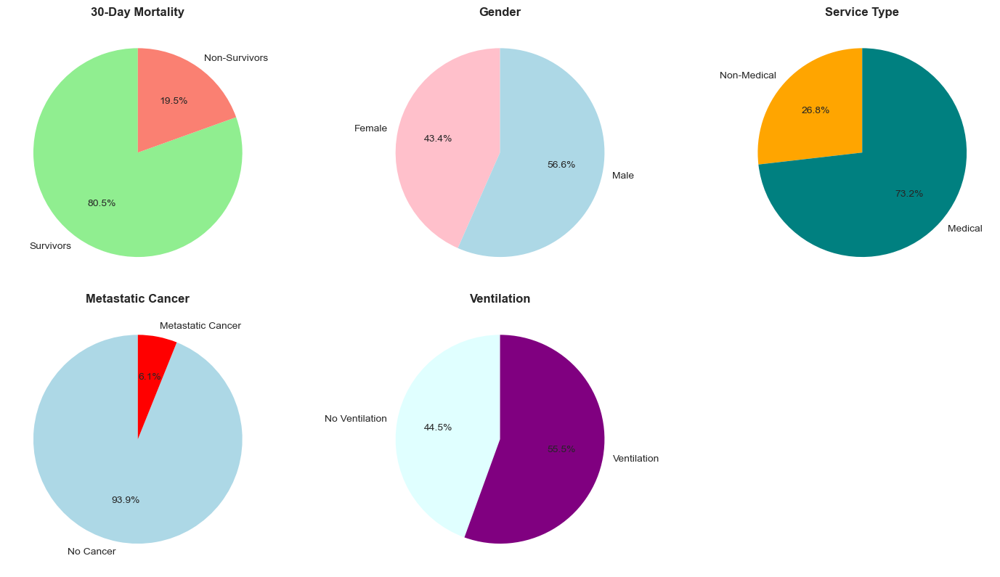 30-Day Mortality
Non-Survivors
19.5%
80.5%
Survivors
Gender
Female
43.4%
56.6%
Male
Service Type
Non-Medical
26.8%
73.2%
Medical
Metastatic Cancer
Metastatic Cancer
6.1%
93.9%
No Cancer
Ventilation
No Ventilation
44.5%
55.5%
Ventilation